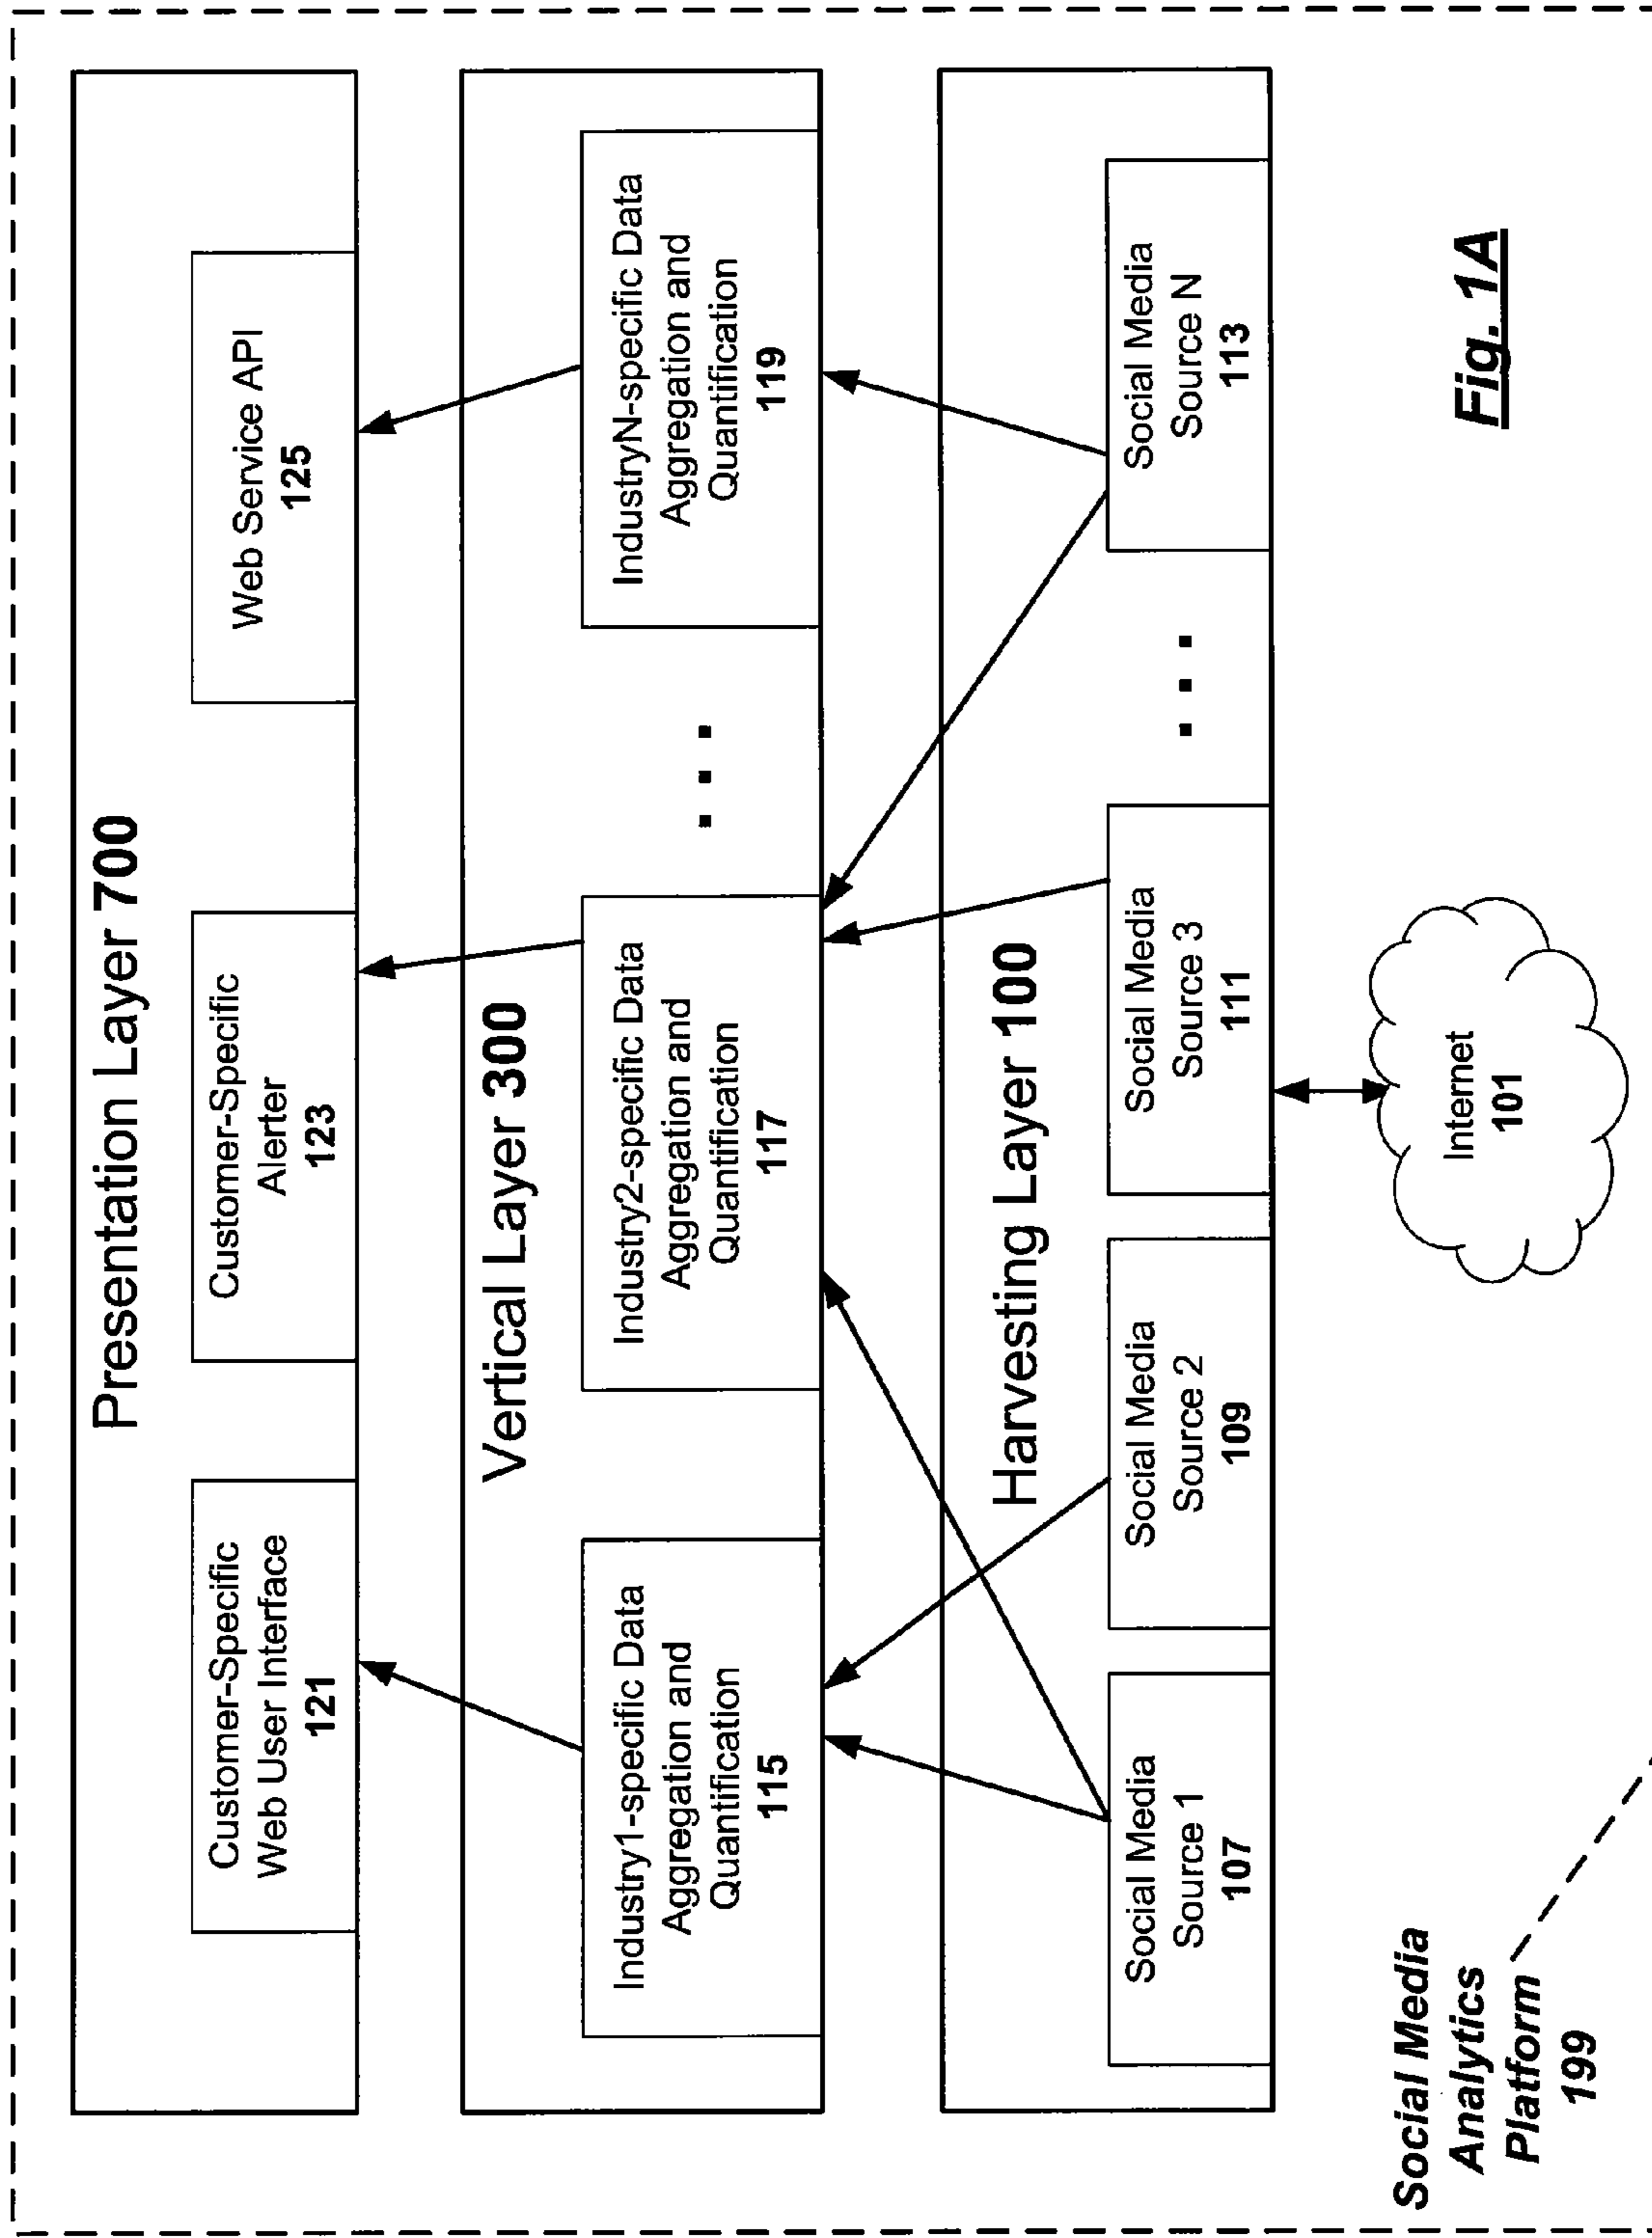 Presentation Layer 700
Customer-Specific
Web User Interface
121
Customer-Specific
Alerter
123
Web Service API
125
Vertical Layer 300
Industry1-specific Data
Aggregation and
Quantification
115
Industry2-specific Data
Aggregation and
Quantification
117
. . .
IndustryN-specific Data
Aggregation and
Quantification
119
Harvesting Layer 100
Social Media
Source 1
107
Social Media
Source 2
109
Social Media
Source 3
111
. . .
Social Media
Source N
113
Social Media
Analytics
Platform
199
Internet
101
Fig. 1A